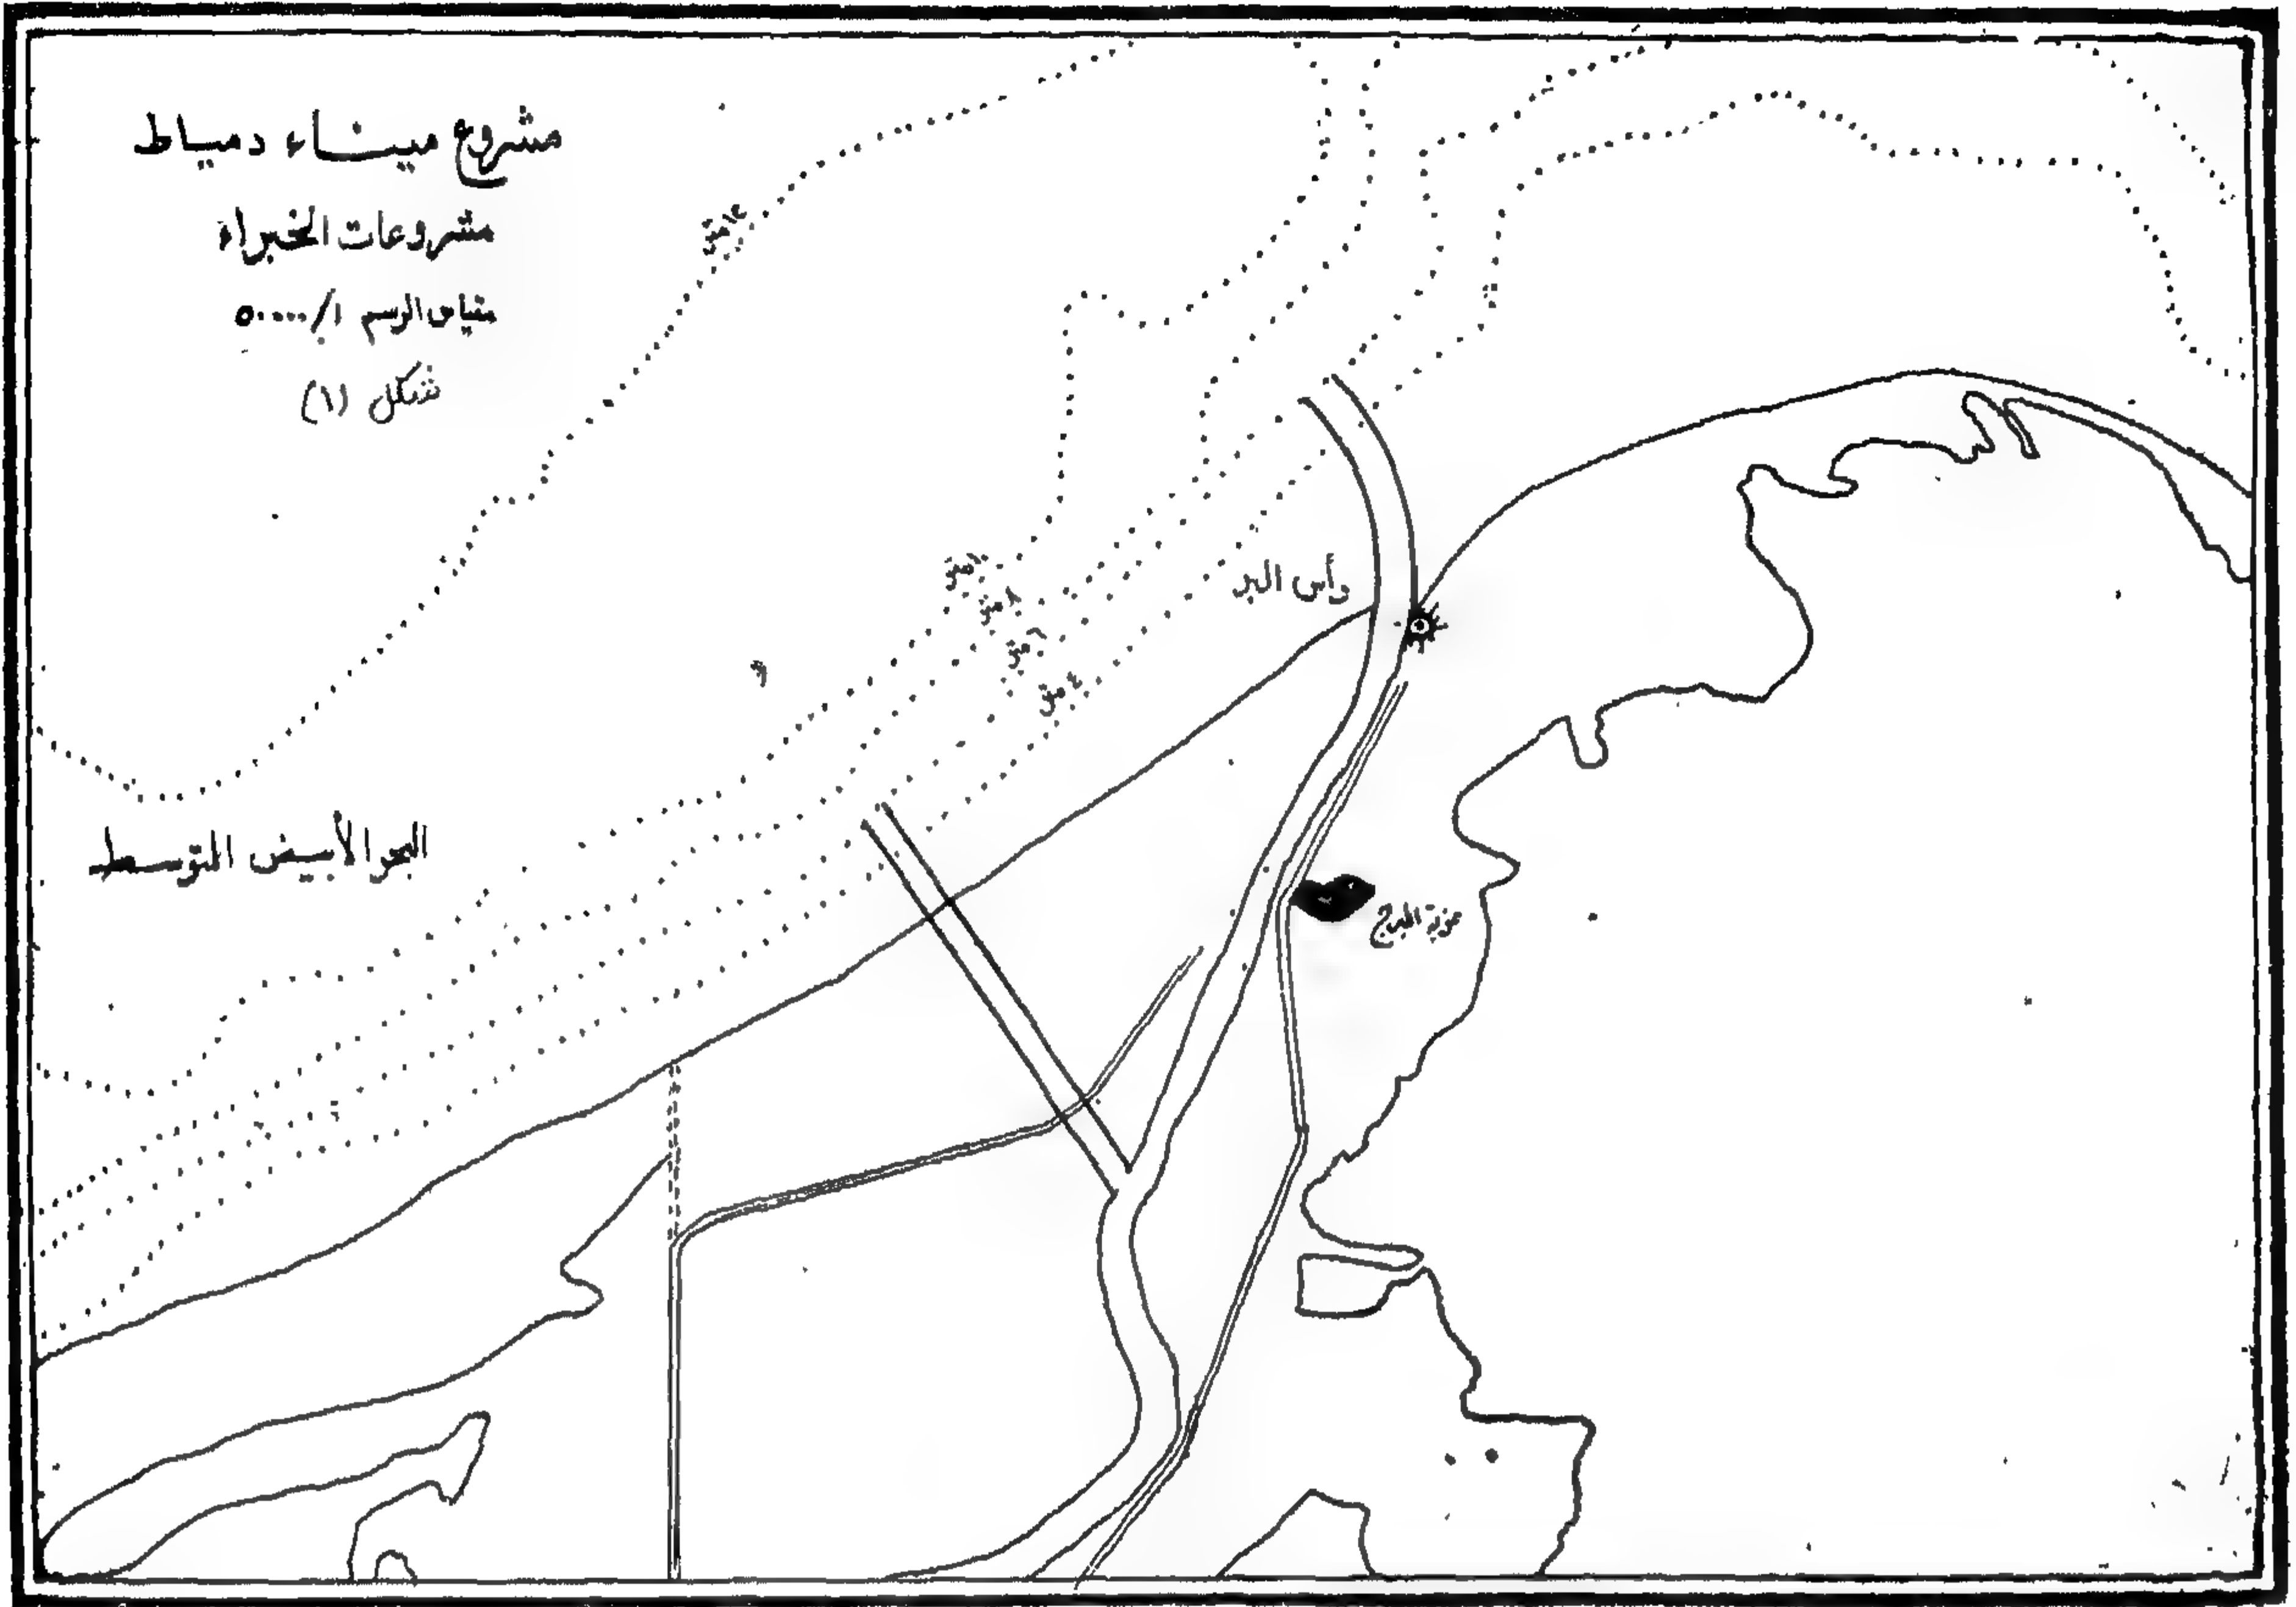 مشروع ميناء دمياط
مشروعات الخبراء
مقياس الرسم ١/٥٠٠٠٠
شكل (١)
١٠ متر
٨ متر
٦ متر
٤ متر
رأس البر
البحر الأبيض المتوسط
عزبة البرج